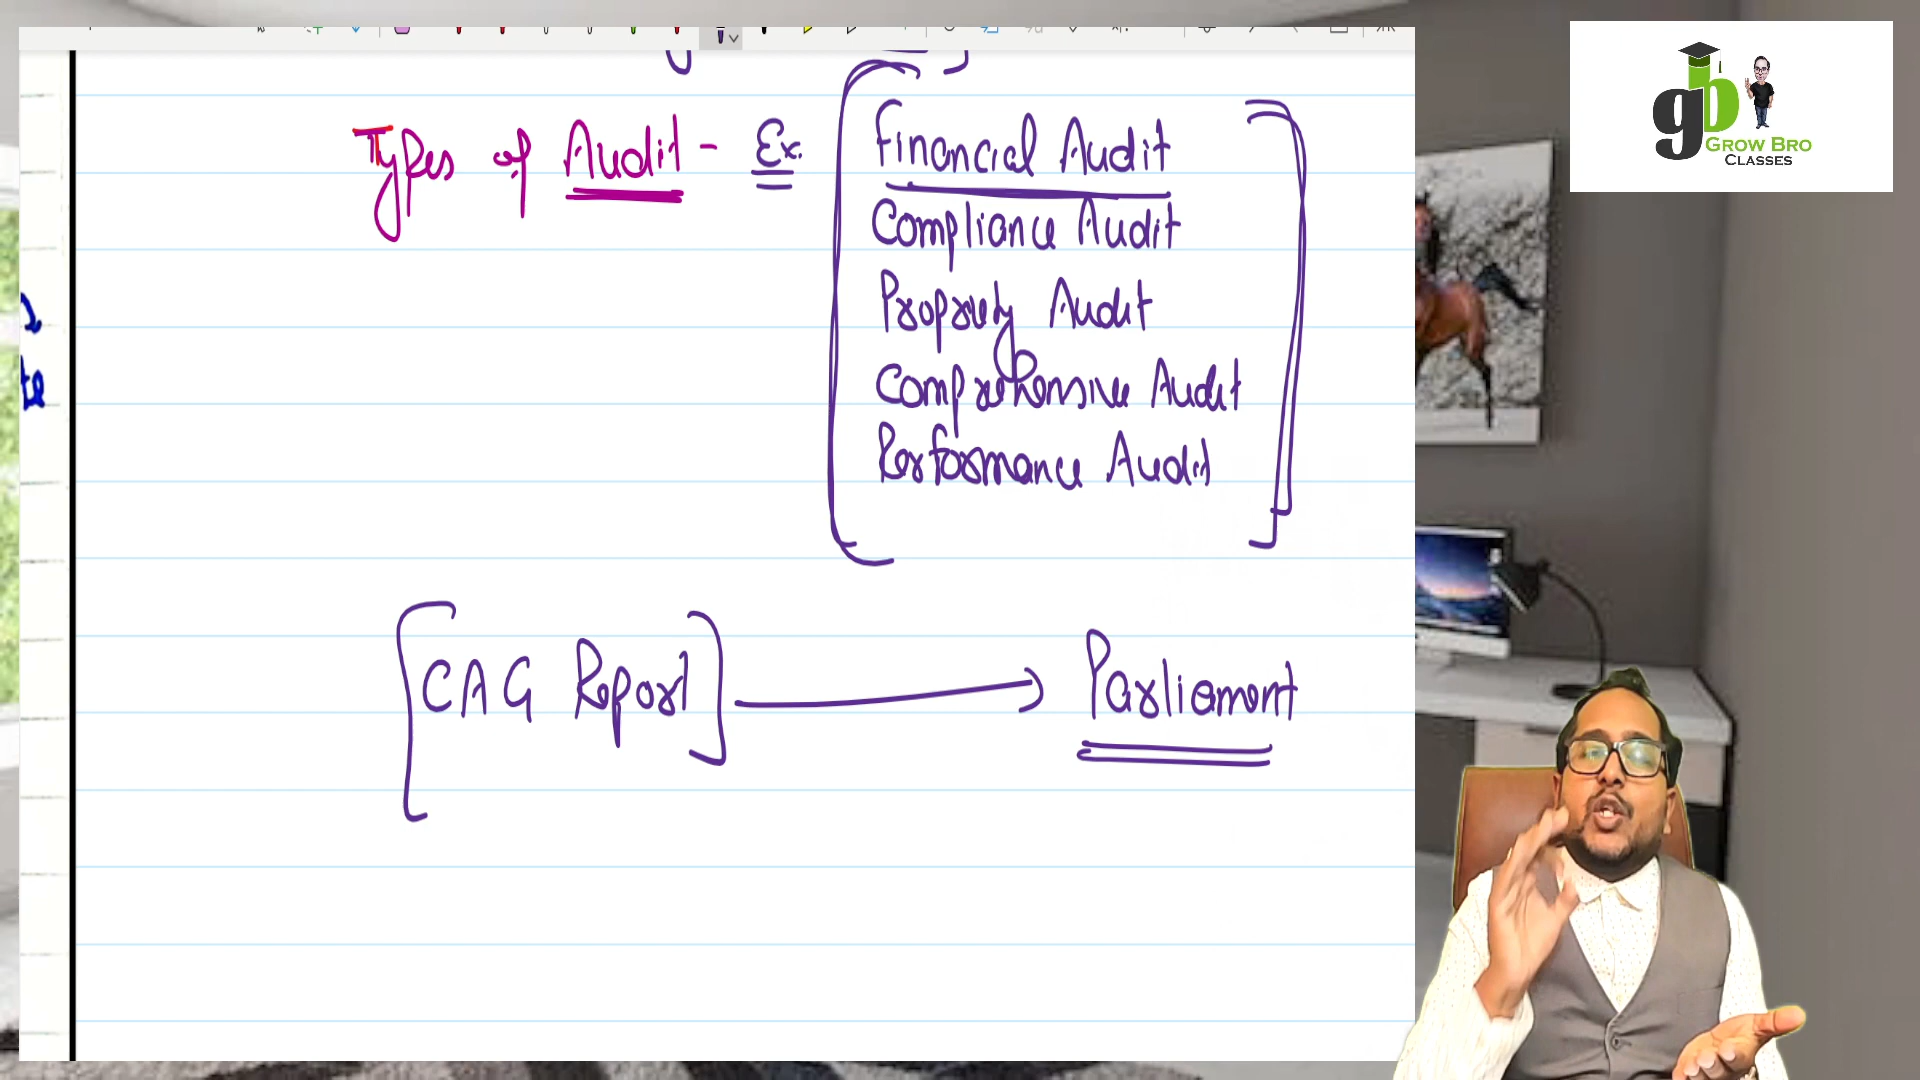 Types of Audit - Ex.
Financial Audit
Compliance Audit
Propriety Audit
Comprehensive Audit
Performance Audit
CAG Report
Parliament
gb
GROW BRO
CLASSES